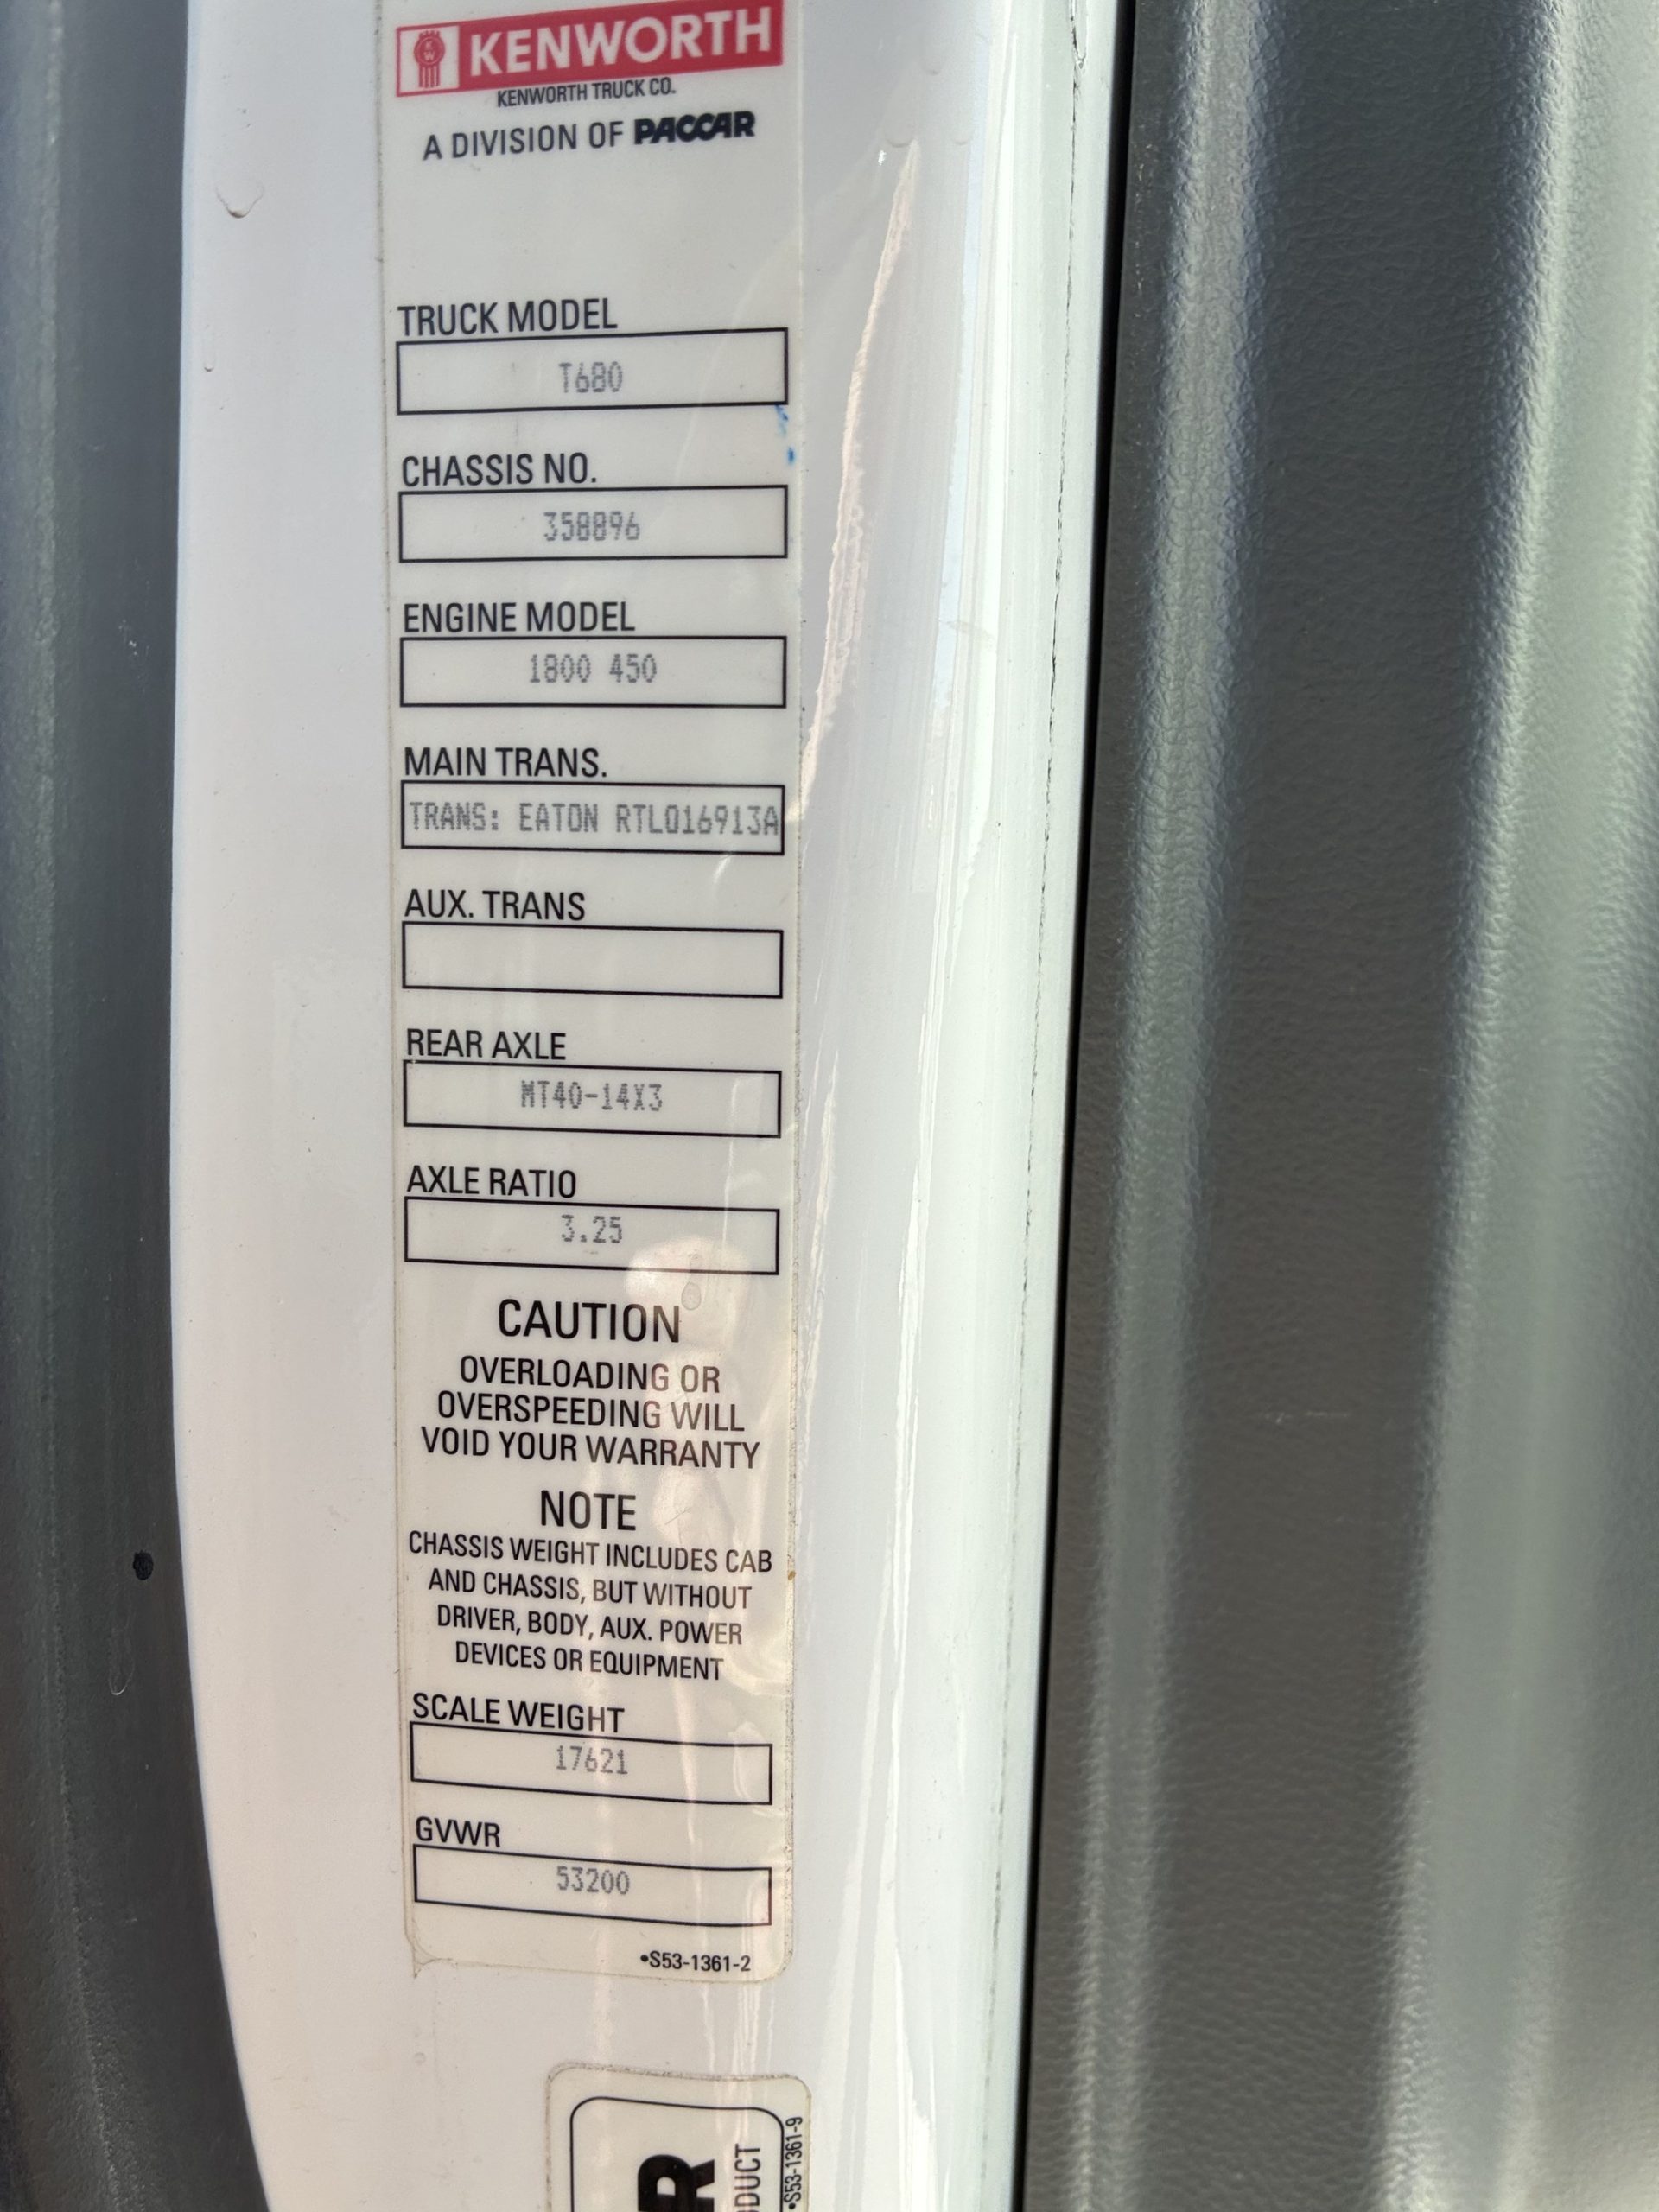 KENWORTH
KENWORTH TRUCK CO.
A DIVISION OF PACCAR
TRUCK MODEL
T680
CHASSIS NO.
358896
ENGINE MODEL
1800 450
MAIN TRANS.
TRANS: EATON RTLO16913A
AUX. TRANS
REAR AXLE
MT40-14X3
AXLE RATIO
3.25
CAUTION
OVERLOADING OR
OVERSPEEDING WILL
VOID YOUR WARRANTY
NOTE
CHASSIS WEIGHT INCLUDES CAB
AND CHASSIS, BUT WITHOUT
DRIVER, BODY, AUX. POWER
DEVICES OR EQUIPMENT
SCALE WEIGHT
17621
GVWR
53200
•S53-1361-2
R
DUCT
•S53-1361-9